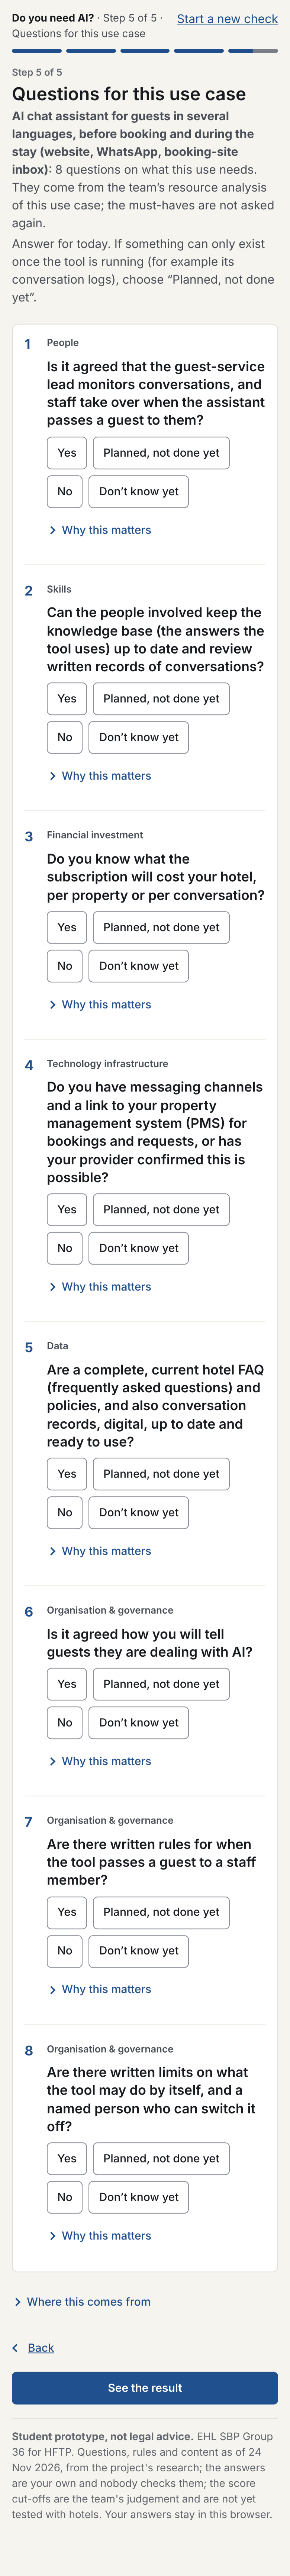 Do you need AI? · Step 5 of 5 ·
Questions for this use case
Start a new check
Step 5 of 5
Questions for this use case
AI chat assistant for guests in several
languages, before booking and during the
stay (website, WhatsApp, booking-site
inbox): 8 questions on what this use needs.
They come from the team’s resource analysis
of this use case; the must-haves are not asked
again.
Answer for today. If something can only exist
once the tool is running (for example its
conversation logs), choose “Planned, not done
yet”.
1 People
Is it agreed that the guest-service
lead monitors conversations, and
staff take over when the assistant
passes a guest to them?
Yes Planned, not done yet
No Don’t know yet
Why this matters
2 Skills
Can the people involved keep the
knowledge base (the answers the
tool uses) up to date and review
written records of conversations?
Yes Planned, not done yet
No Don’t know yet
Why this matters
3 Financial investment
Do you know what the
subscription will cost your hotel,
per property or per conversation?
Yes Planned, not done yet
No Don’t know yet
Why this matters
4 Technology infrastructure
Do you have messaging channels
and a link to your property
management system (PMS) for
bookings and requests, or has
your provider confirmed this is
possible?
Yes Planned, not done yet
No Don’t know yet
Why this matters
5 Data
Are a complete, current hotel FAQ
(frequently asked questions) and
policies, and also conversation
records, digital, up to date and
ready to use?
Yes Planned, not done yet
No Don’t know yet
Why this matters
6 Organisation & governance
Is it agreed how you will tell
guests they are dealing with AI?
Yes Planned, not done yet
No Don’t know yet
Why this matters
7 Organisation & governance
Are there written rules for when
the tool passes a guest to a staff
member?
Yes Planned, not done yet
No Don’t know yet
Why this matters
8 Organisation & governance
Are there written limits on what
the tool may do by itself, and a
named person who can switch it
off?
Yes Planned, not done yet
No Don’t know yet
Why this matters
Where this comes from
Back
See the result
Student prototype, not legal advice. EHL SBP Group
36 for HFTP. Questions, rules and content as of 24
Nov 2026, from the project's research; the answers
are your own and nobody checks them; the score
cut-offs are the team's judgement and are not yet
tested with hotels. Your answers stay in this browser.